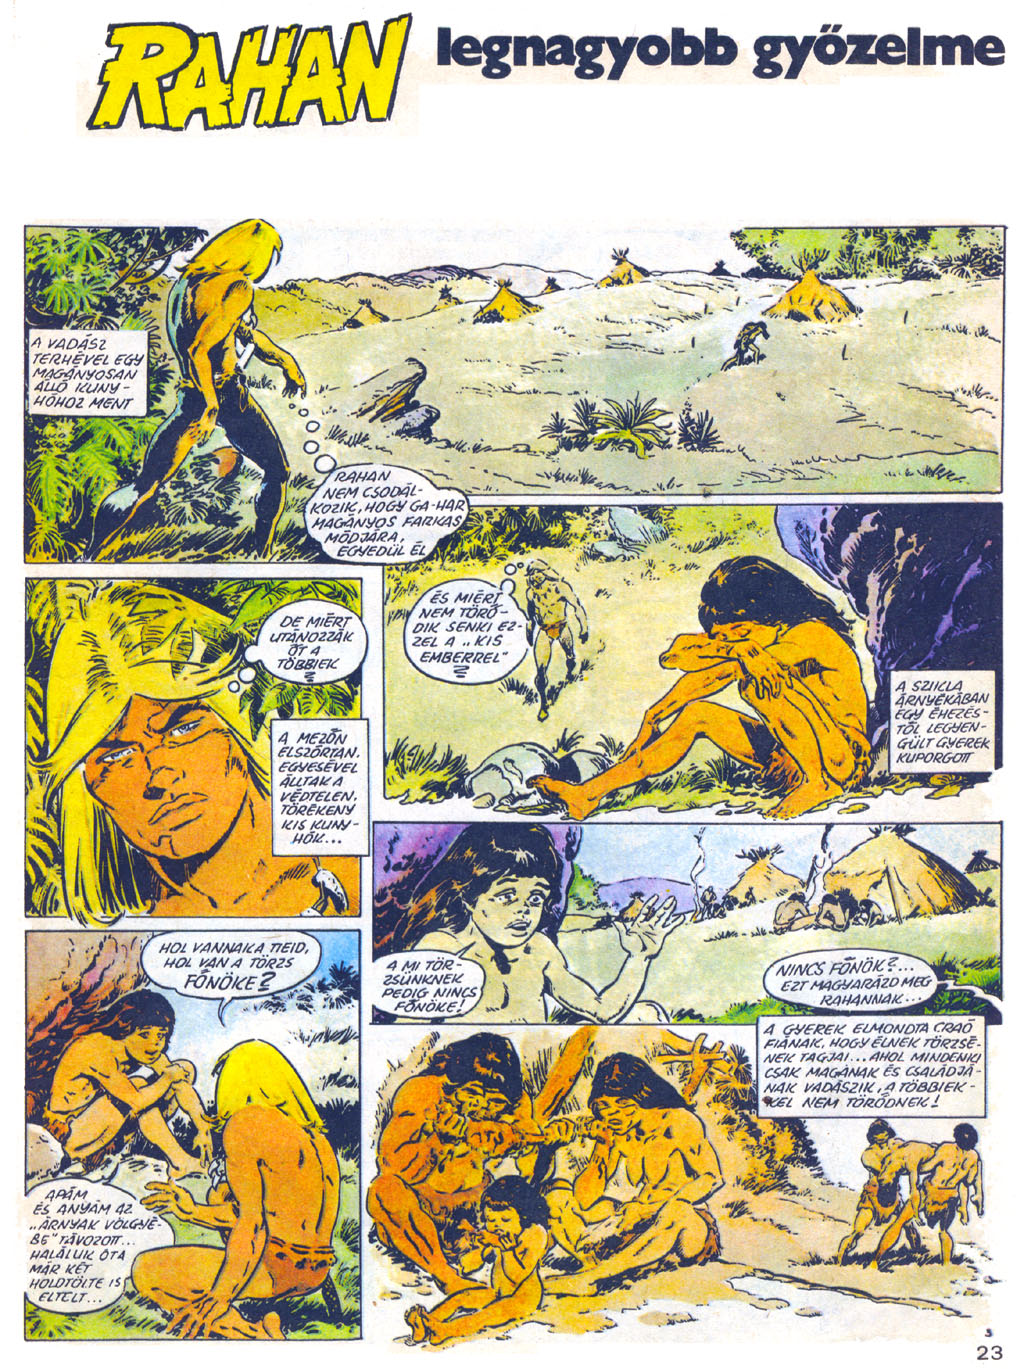 RAHAN
legnagyobb győzelme
A VADÁSZ
TERHÉVEL EGY
MAGÁNYOSAN
ÁLLÓ KUNY-
HÓHOZ MENT
RAHAN
NEM CSODÁL-
KOZIK, HOGY GA-HAR
MAGÁNYOS FARKAS
MÓDJÁRA,
EGYEDÜL ÉL
DE MIÉRT
UTÁNOZZÁK
ŐT A
TÖBBIEK
?
A MEZŐN
ELSZÓRTAN,
EGYESÉVEL
ÁLLTAK A
VÉDTELEN,
TÖRÉKENY
KIS KUNY-
HÓK...
ÉS MIÉRT
NEM TÖRŐ-
DIK SENKI EZ-
ZEL A „KIS
EMBERREL"
?
A SZIKLA
ÁRNYÉKÁBAN
EGY ÉHEZÉS-
TŐL LEGYEN-
GÜLT GYEREK
KUPORGOTT
HOL VANNAK A TIEID,
HOL VAN A TÖRZS
FŐNÖKE?
APÁM
ÉS ANYÁM AZ
„ÁRNYAK VÖLGYÉ-
BE" TÁVOZOTT...
HALÁLUK ÓTA
MÁR KÉT
HOLDTÖLTE IS
ELTELT...
A MI TÖR-
ZSÜNKNEK
PEDIG NINCS
FŐNÖKE!
NINCS FŐNÖK?...
EZT MAGYARÁZD MEG
RAHANNAK...
A GYEREK ELMONDTA CRAÓ
FIÁNAK, HOGY ÉLNEK TÖRZSÉ-
NEK TAGJAI... AHOL MINDENKI
CSAK MAGÁNAK ÉS CSALÁDJÁ-
NAK VADÁSZIK, A TÖBBIEK-
KEL NEM TÖRŐDNEK!
3
23